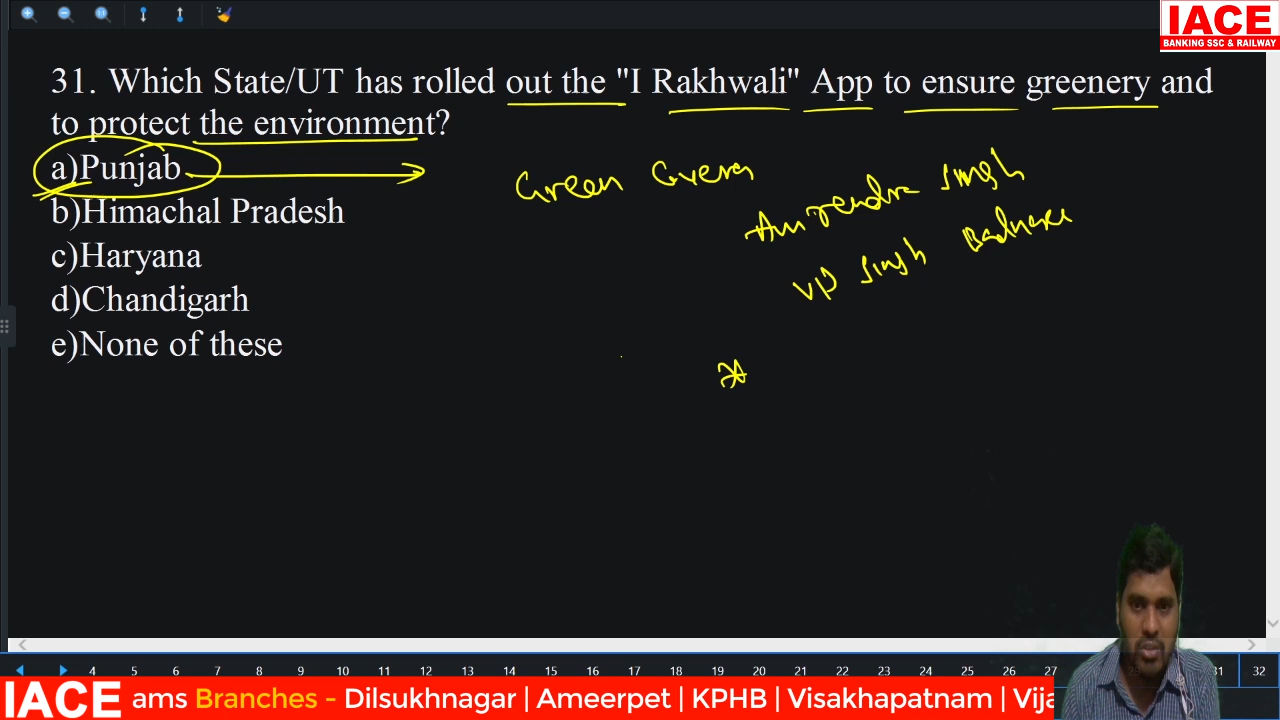 IACE
BANKING SSC & RAILWAY
31. Which State/UT has rolled out the "I Rakhwali" App to ensure greenery and
to protect the environment?
a)Punjab
b)Himachal Pradesh
c)Haryana
d)Chandigarh
e)None of these
Green
Amrendra Singh
VP Singh
4 5 6 7 8 9 10 11 12 13 14 15 16 17 18 19 20 21 22 23 24 25 26 27 31 32
IACE ams Branches - Dilsukhnagar | Ameerpet | KPHB | Visakhapatnam | Vija